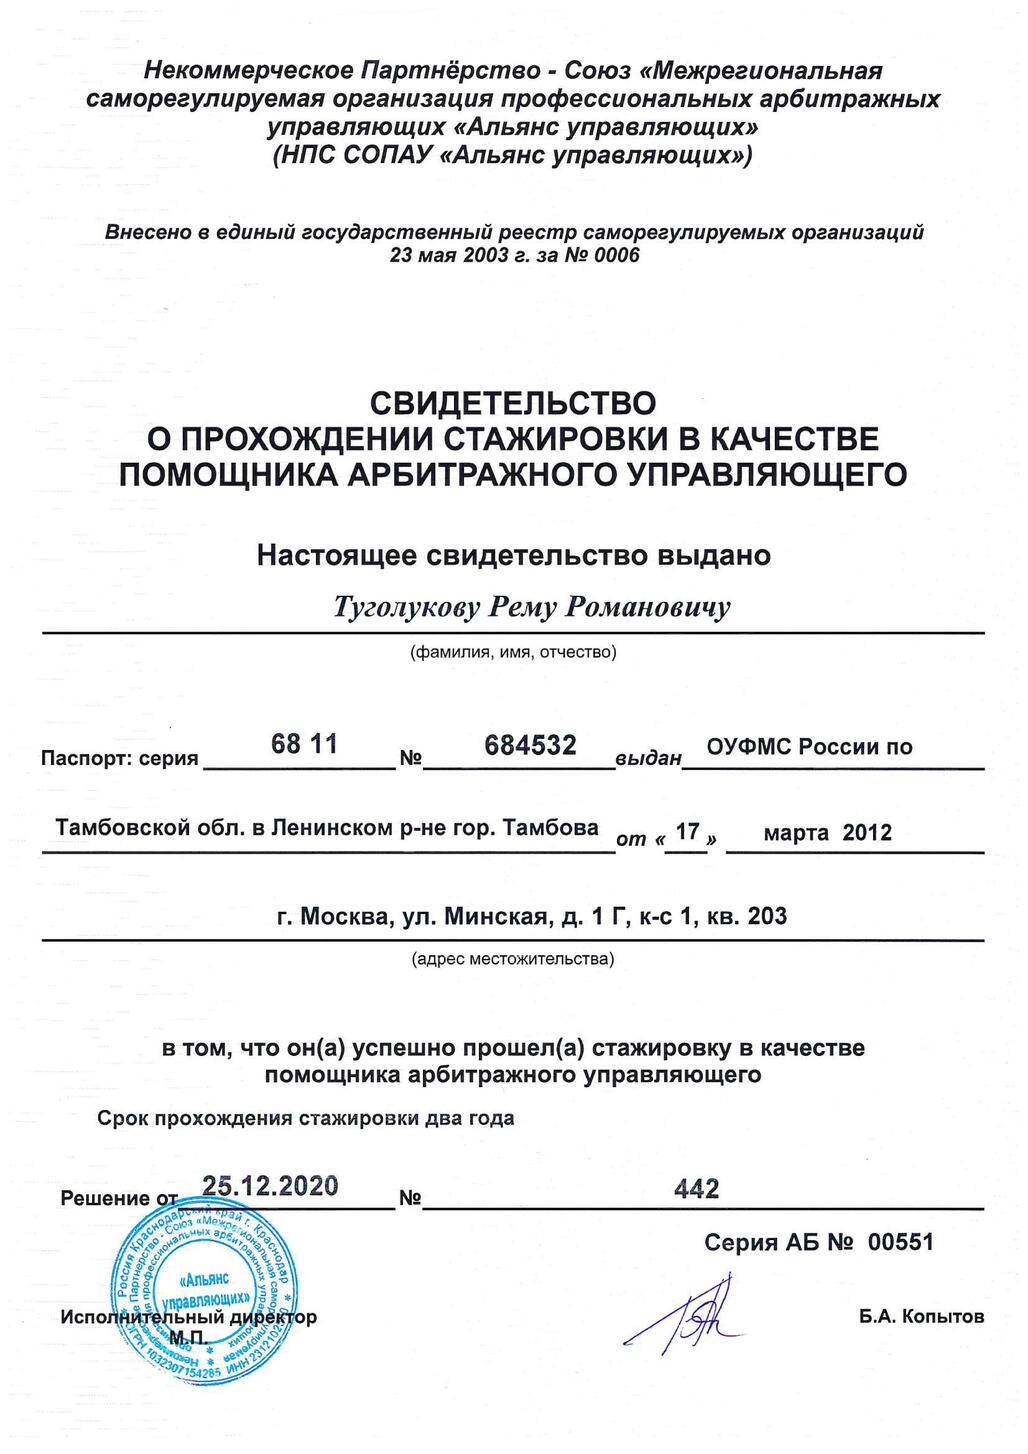 Некоммерческое Партнёрство - Союз «Межрегиональная
саморегулируемая организация профессиональных арбитражных
управляющих «Альянс управляющих»
(НПС СОПАУ «Альянс управляющих»)
Внесено в единый государственный реестр саморегулируемых организаций
23 мая 2003 г. за № 0006
СВИДЕТЕЛЬСТВО
О ПРОХОЖДЕНИИ СТАЖИРОВКИ В КАЧЕСТВЕ
ПОМОЩНИКА АРБИТРАЖНОГО УПРАВЛЯЮЩЕГО
Настоящее свидетельство выдано
Туголукову Рему Романовичу
(фамилия, имя, отчество)
Паспорт: серия 68 11 № 684532 выдан ОУФМС России по
Тамбовской обл. в Ленинском р-не гор. Тамбова от « 17 » марта 2012
г. Москва, ул. Минская, д. 1 Г, к-с 1, кв. 203
(адрес местожительства)
в том, что он(а) успешно прошел(а) стажировку в качестве
помощника арбитражного управляющего
Срок прохождения стажировки два года
Решение от 25.12.2020 № 442
Серия АБ № 00551
Исполнительный директор Б.А. Копытов
М.П.
Россия Краснодарский край г. Краснодар
ОГРН 1032307154285 ИНН
Некоммерческое Партнерство - Союз «Межрегиональная саморегулируемая
организация профессиональных арбитражных управляющих
«Альянс
управляющих»